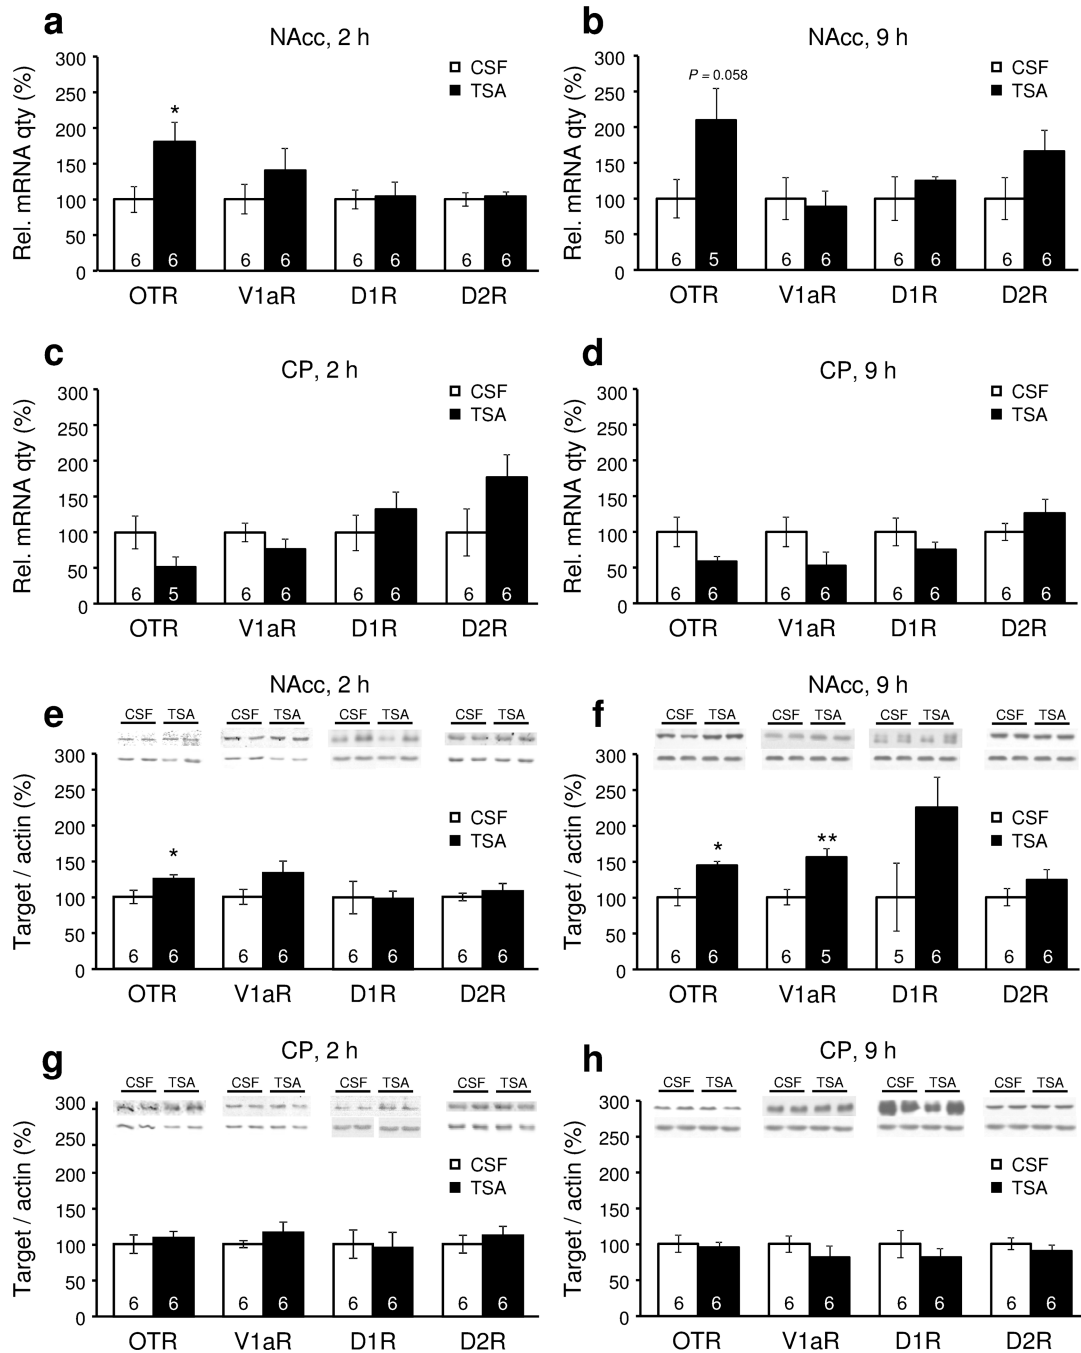 a
NAcc, 2 h
Rel. mRNA qty (%)
300
250
200
150
100
50
0
CSF
TSA
*
6 6 6 6 6 6 6 6
OTR V1aR D1R D2R
b
NAcc, 9 h
Rel. mRNA qty (%)
300
250
200
150
100
50
0
P = 0.058
CSF
TSA
6 5 6 6 6 6 6 6
OTR V1aR D1R D2R
c
CP, 2 h
Rel. mRNA qty (%)
300
250
200
150
100
50
0
CSF
TSA
6 5 6 6 6 6 6 6
OTR V1aR D1R D2R
d
CP, 9 h
Rel. mRNA qty (%)
300
250
200
150
100
50
0
CSF
TSA
6 6 6 6 6 6 6 6
OTR V1aR D1R D2R
e
NAcc, 2 h
CSF TSA CSF TSA CSF TSA CSF TSA
Target / actin (%)
300
250
200
150
100
50
0
CSF
TSA
*
6 6 6 6 6 6 6 6
OTR V1aR D1R D2R
f
NAcc, 9 h
CSF TSA CSF TSA CSF TSA CSF TSA
Target / actin (%)
300
250
200
150
100
50
0
CSF
TSA
* **
6 6 6 5 5 6 6 6
OTR V1aR D1R D2R
g
CP, 2 h
CSF TSA CSF TSA CSF TSA CSF TSA
Target / actin (%)
300
250
200
150
100
50
0
CSF
TSA
6 6 6 6 6 6 6 6
OTR V1aR D1R D2R
h
CP, 9 h
CSF TSA CSF TSA CSF TSA CSF TSA
Target / actin (%)
300
250
200
150
100
50
0
CSF
TSA
6 6 6 6 6 6 6 6
OTR V1aR D1R D2R